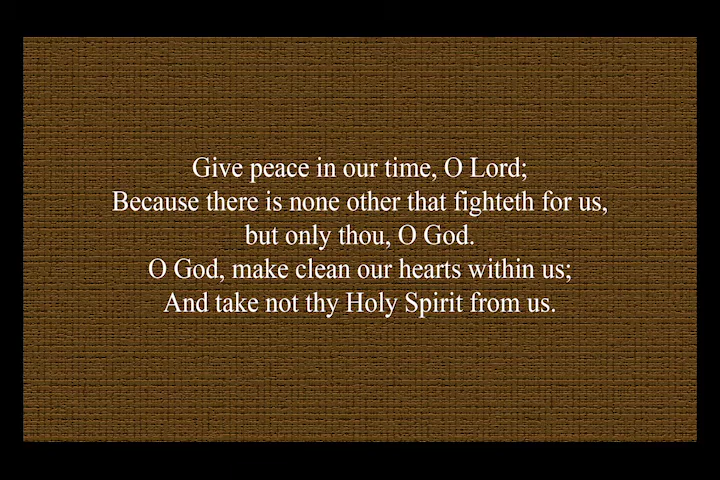 Give peace in our time, O Lord;
Because there is none other that fighteth for us,
but only thou, O God.
O God, make clean our hearts within us;
And take not thy Holy Spirit from us.